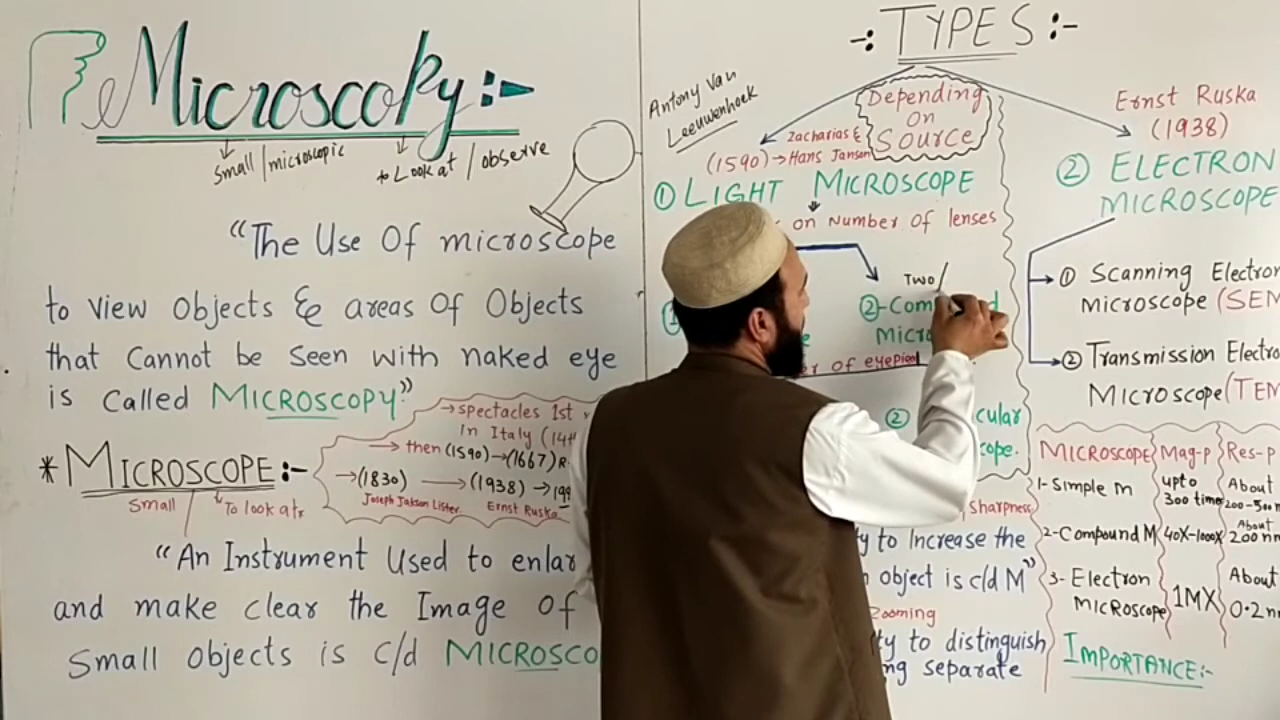 Microscopy:-
Small/microscopic
to Look at / observe
"The Use Of microscope
to view Objects & areas Of Objects
that Cannot be Seen with naked eye
is Called MICROSCOPY"
→ Spectacles 1st
in Italy (14th
→ then (1590) → (1667) R
→ (1830) → (1938) → 199
Joseph Jakson Lister. Ernst Ruska
* MICROSCOPE :-
Small
To look at
"An Instrument Used to enlar
and make clear the Image Of
Small objects is c/d MICROSCO
-: TYPES :-
Depending
On
Source
Antony Van
Leeuwenhoek
Zacharias &
(1590) → Hans Jansen
① LIGHT MICROSCOPE
on Number of lenses
Two/
②-Com d
Micro
r of eyepiec
② cular
cope.
Sharpness
ty to Increase the
object is c/d M"
Zooming
ty to distinguish
ng separate
Ernst Ruska
(1938)
② ELECTRON
MICROSCOPE
① Scanning Electron
microscope (SEM
② Transmission Electro
Microscope (TEM
MICROSCOPE Mag-p Res-p
1- Simple m upto 300 time About 200-500 n
2- Compound M 40X-1000X About 200 nm
3- Electron Microscope 1MX About 0.2 n
IMPORTANCE:-